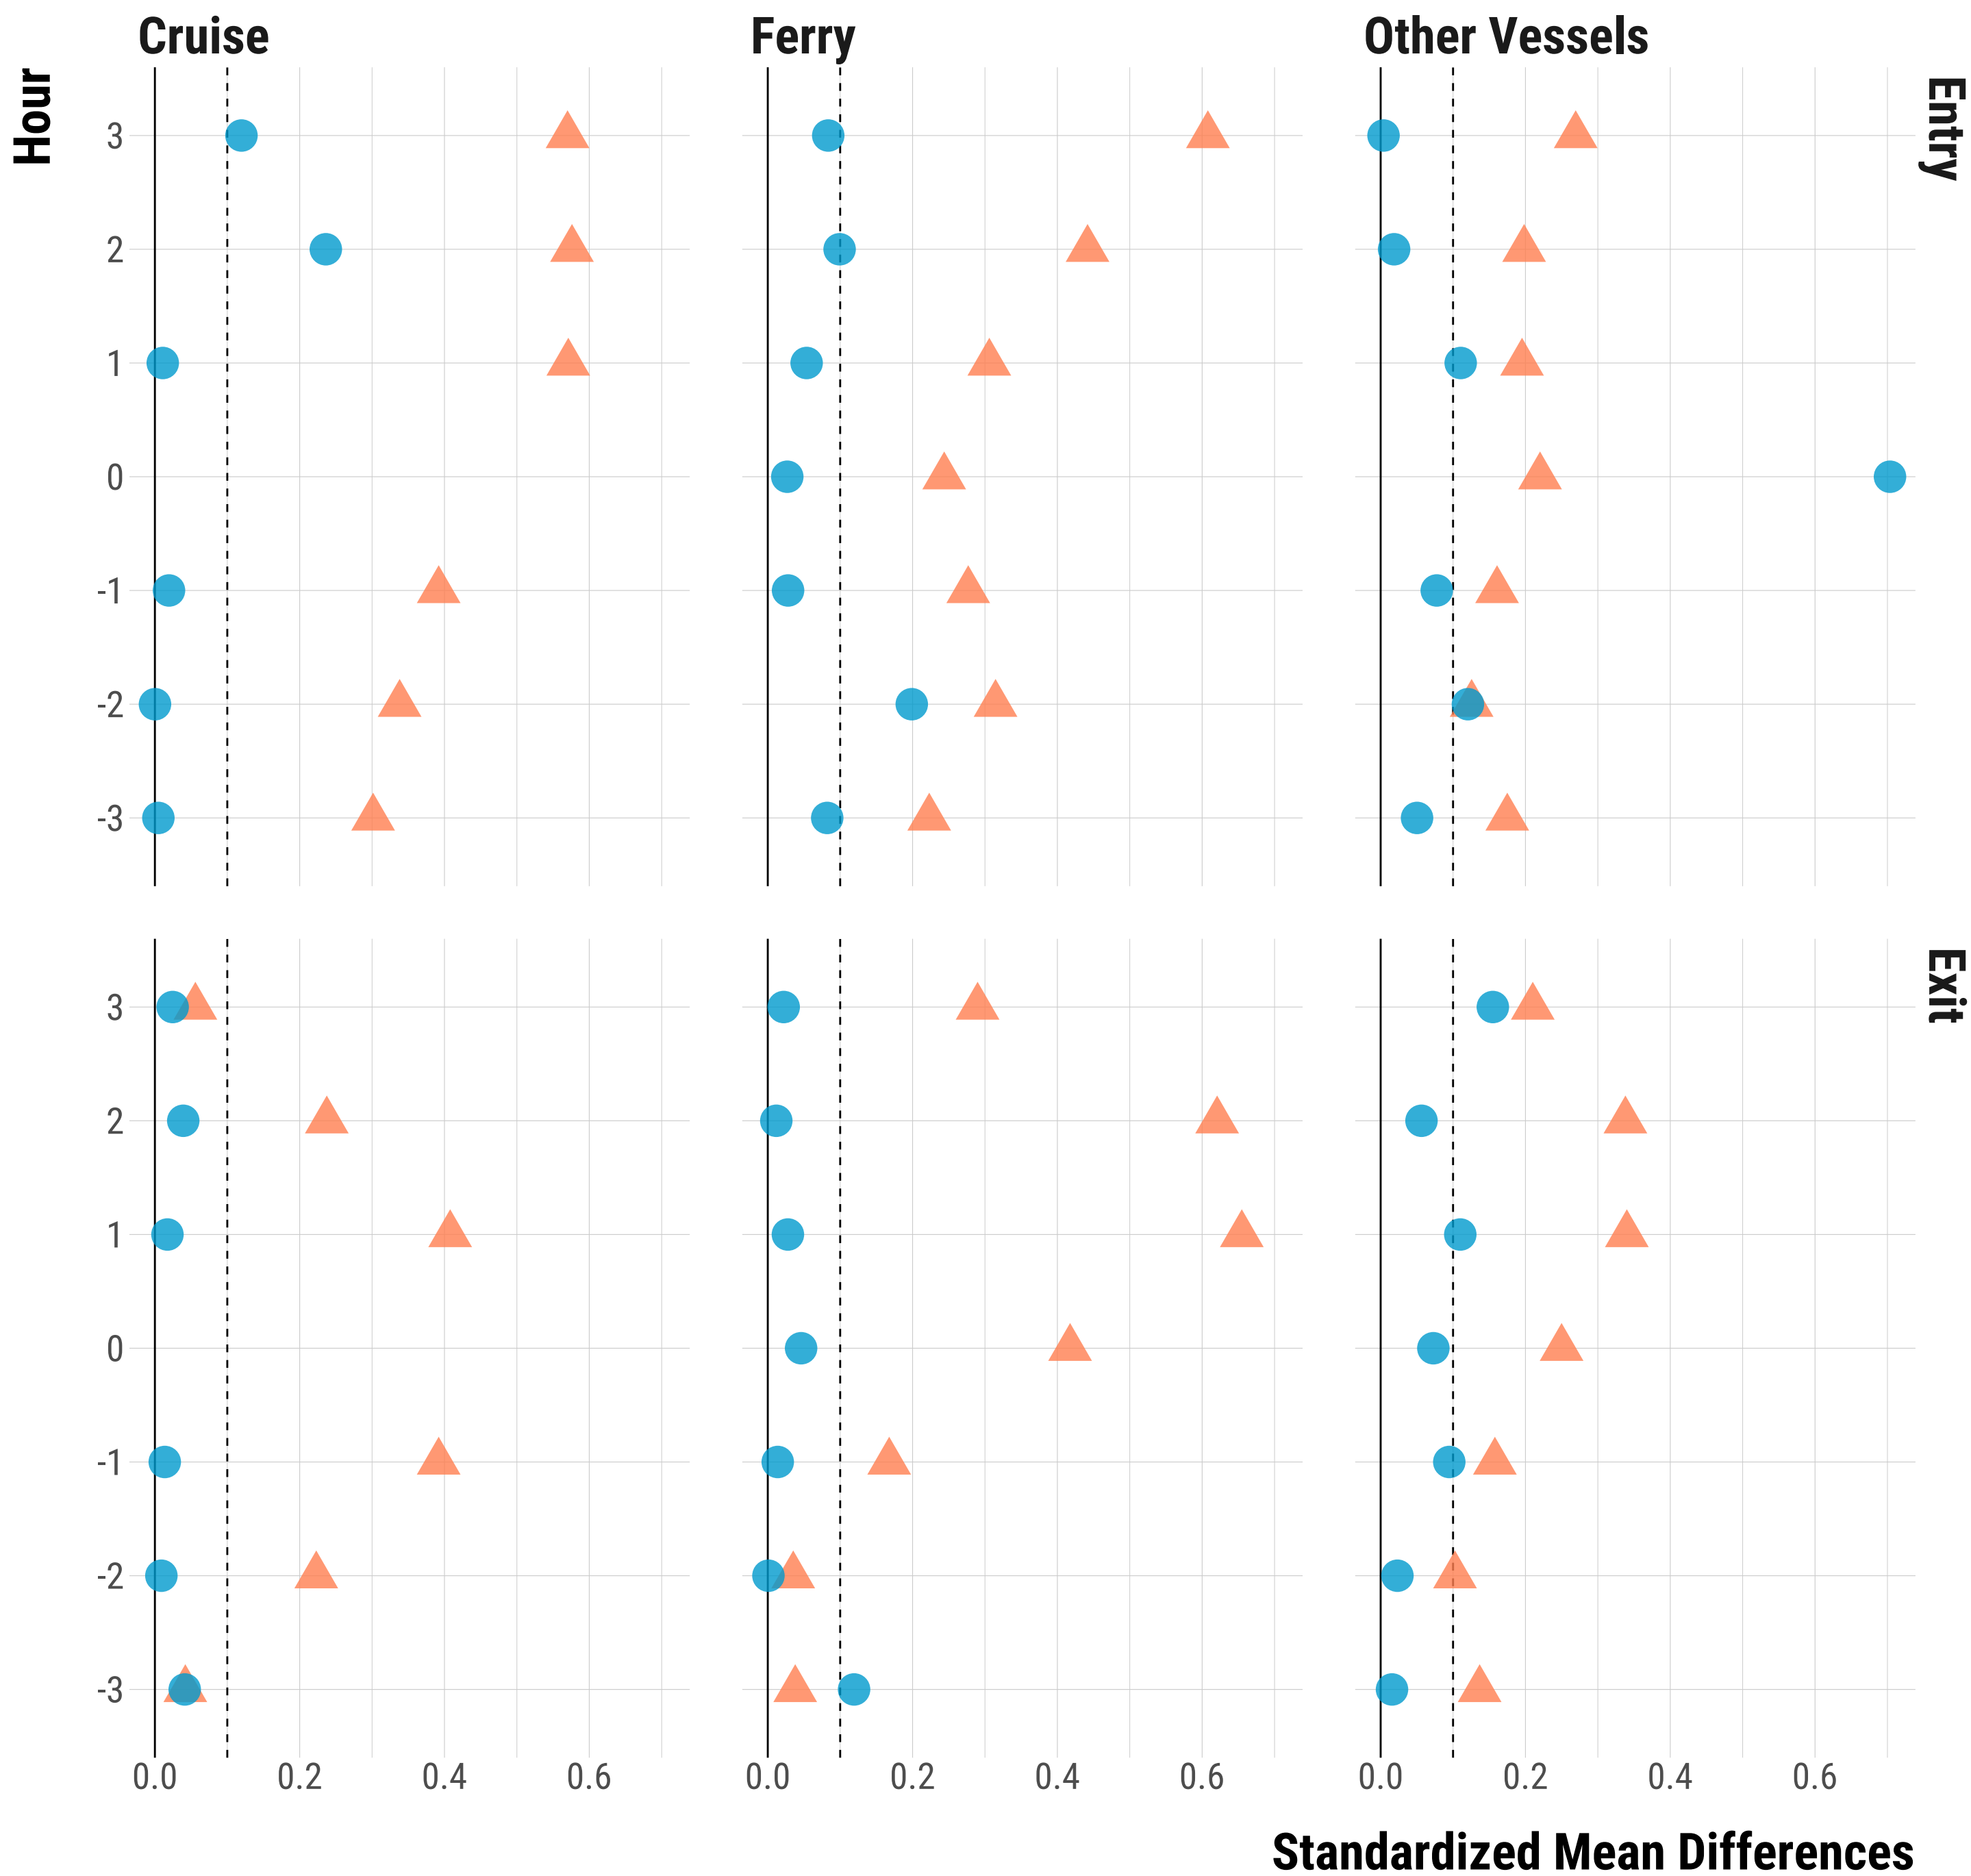 Cruise Ferry Other Vessels
Hour
Entry
3
2
1
0
-1
-2
-3
Exit
3
2
1
0
-1
-2
-3
0.0 0.2 0.4 0.6 0.0 0.2 0.4 0.6 0.0 0.2 0.4 0.6
Standardized Mean Differences